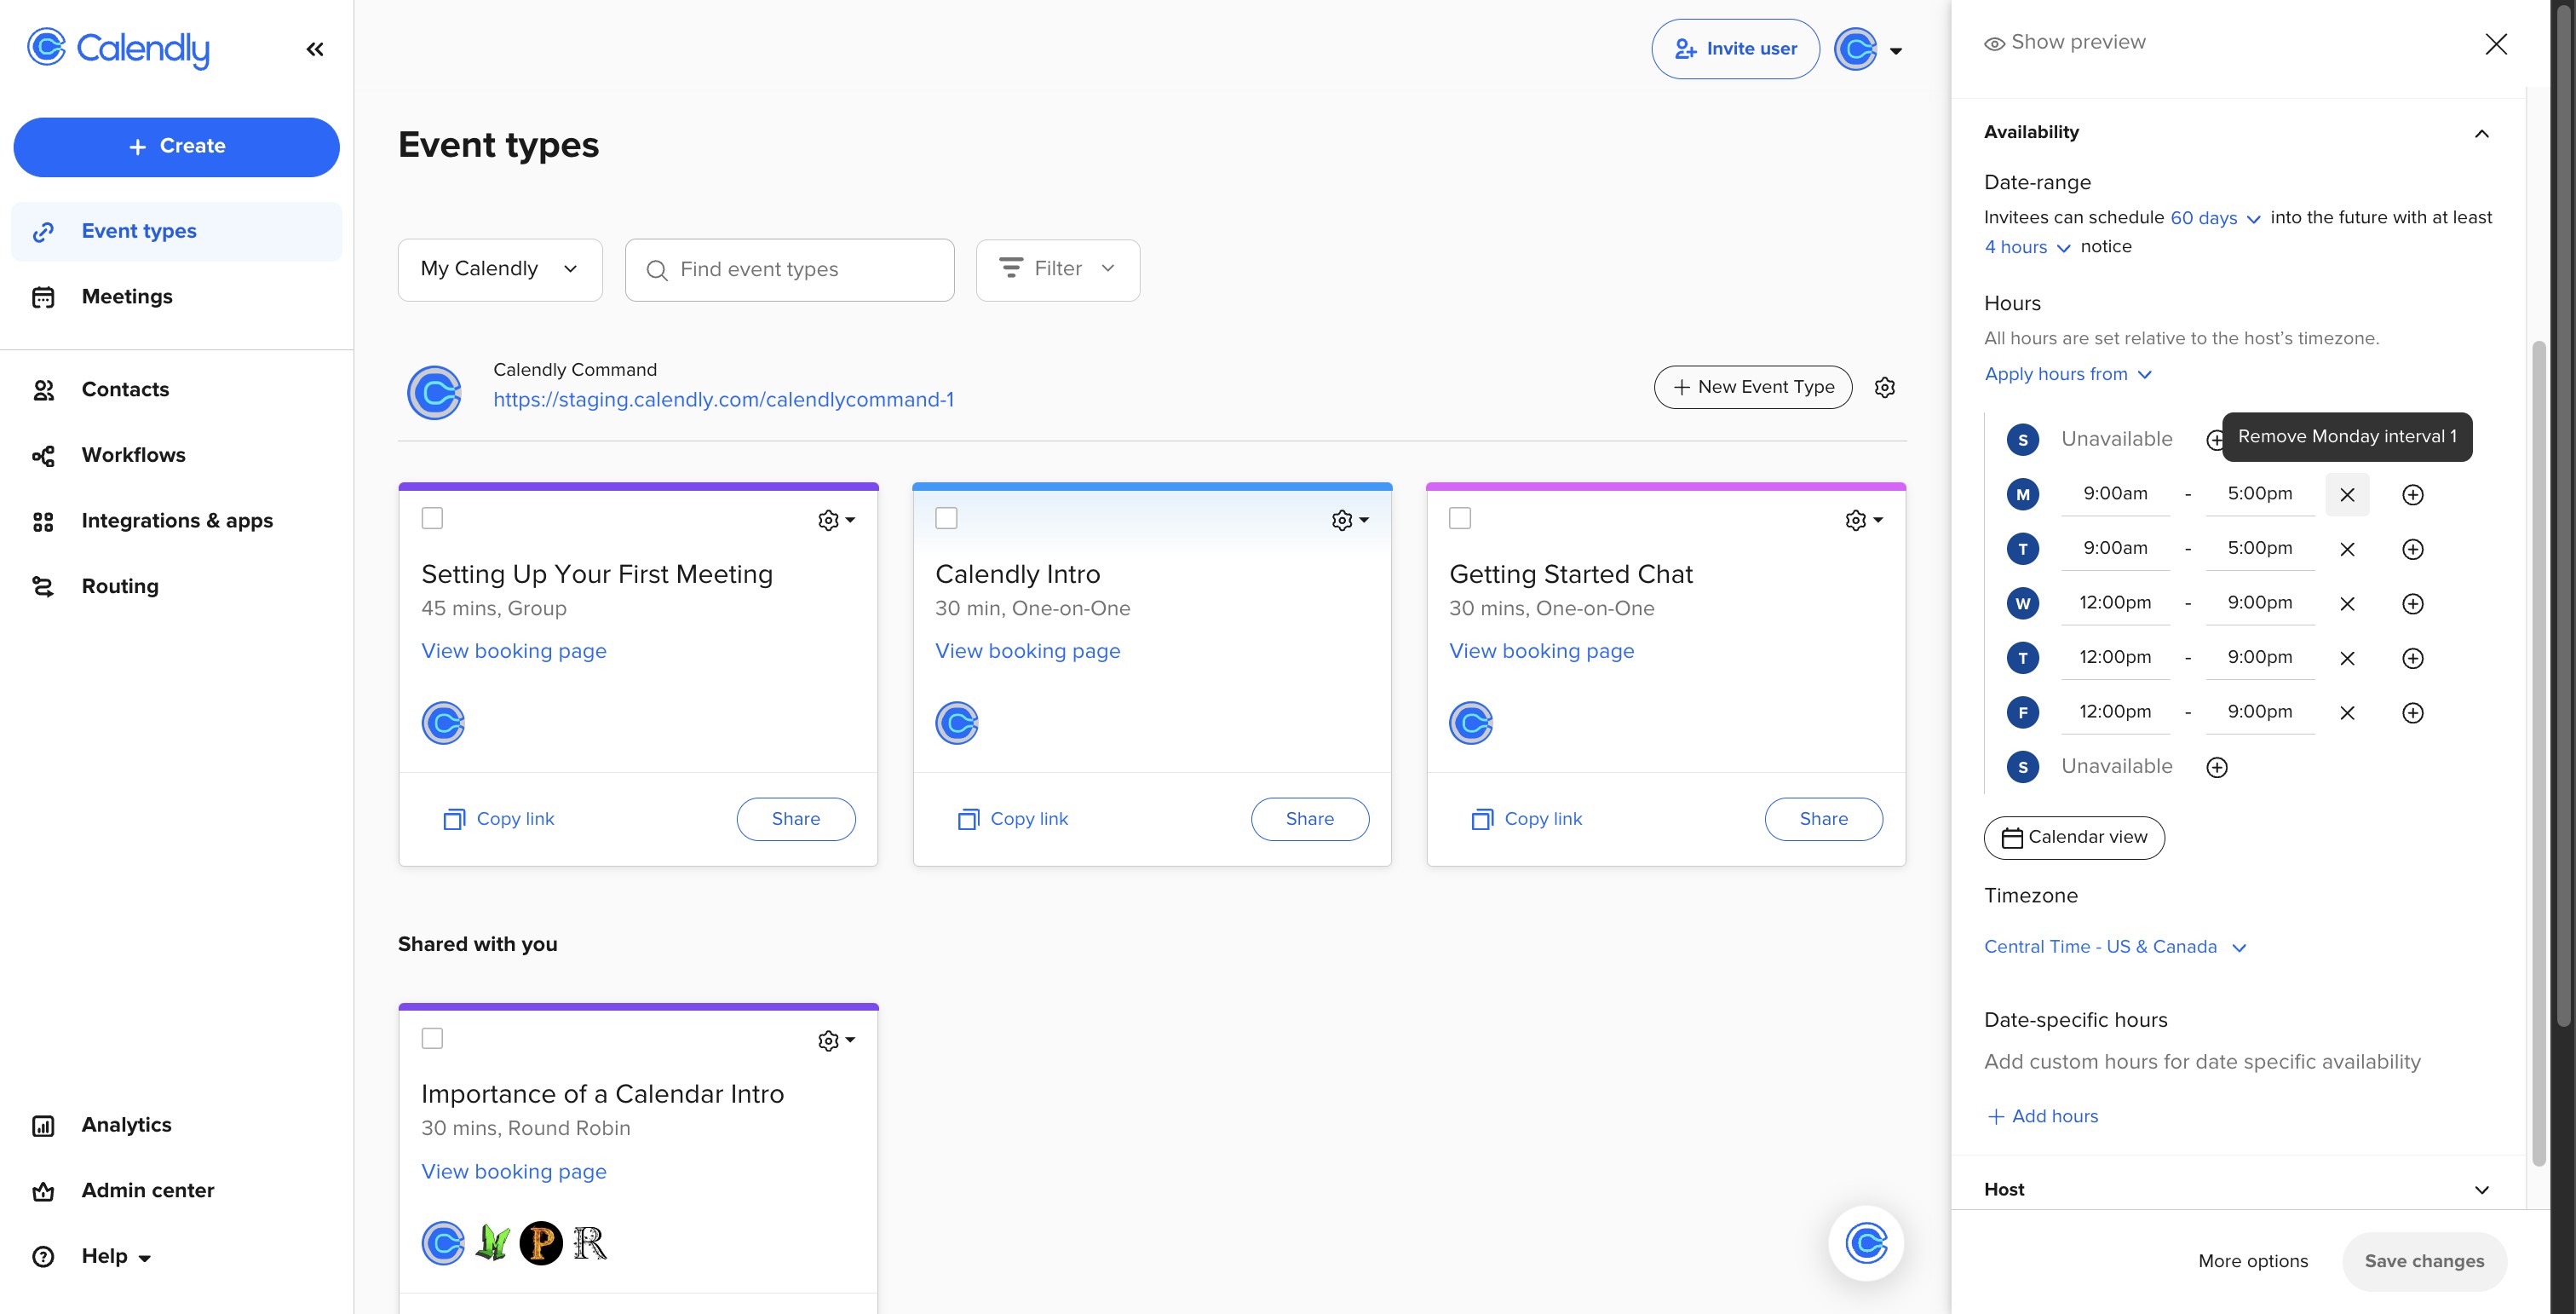 Calendly
Create
Event types
Meetings
Contacts
Workflows
Integrations & apps
Routing
Analytics
Admin center
Help
Invite user
Event types
My Calendly
Find event types
Filter
Calendly Command
https://staging.calendly.com/calendlycommand-1
New Event Type
Setting Up Your First Meeting
45 mins, Group
View booking page
Copy link
Share
Calendly Intro
30 min, One-on-One
View booking page
Copy link
Share
Getting Started Chat
30 mins, One-on-One
View booking page
Copy link
Share
Shared with you
Importance of a Calendar Intro
30 mins, Round Robin
View booking page
P R
Show preview
Availability
Date-range
Invitees can schedule 60 days into the future with at least
4 hours notice
Hours
All hours are set relative to the host's timezone.
Apply hours from
S Unavailable
Remove Monday interval 1
M 9:00am - 5:00pm
T 9:00am - 5:00pm
W 12:00pm - 9:00pm
T 12:00pm - 9:00pm
F 12:00pm - 9:00pm
S Unavailable
Calendar view
Timezone
Central Time - US & Canada
Date-specific hours
Add custom hours for date specific availability
+ Add hours
Host
More options
Save changes